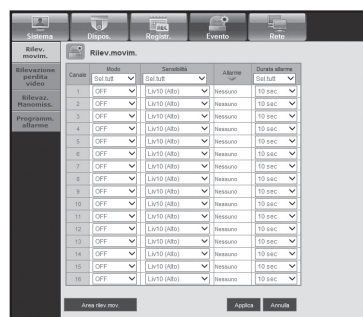 Sistema Dispos. Registr. Evento Rete
Rilev. movim.
Rilevazione perdita video
Rilevaz. Manomiss.
Programm. allarme
Rilev.movim.
Canale Modo Sensibilità Allarme Durata allarme
Sel.tutt Sel.tutt Sel.tutt
1 OFF Liv10 (Alto) Nessuno 10 sec
2 OFF Liv10 (Alto) Nessuno 10 sec
3 OFF Liv10 (Alto) Nessuno 10 sec
4 OFF Liv10 (Alto) Nessuno 10 sec
5 OFF Liv10 (Alto) Nessuno 10 sec
6 OFF Liv10 (Alto) Nessuno 10 sec
7 OFF Liv10 (Alto) Nessuno 10 sec
8 OFF Liv10 (Alto) Nessuno 10 sec
9 OFF Liv10 (Alto) Nessuno 10 sec
10 OFF Liv10 (Alto) Nessuno 10 sec
11 OFF Liv10 (Alto) Nessuno 10 sec
12 OFF Liv10 (Alto) Nessuno 10 sec
13 OFF Liv10 (Alto) Nessuno 10 sec
14 OFF Liv10 (Alto) Nessuno 10 sec
15 OFF Liv10 (Alto) Nessuno 10 sec
16 OFF Liv10 (Alto) Nessuno 10 sec
Area rilev. mov. Applica Annulla